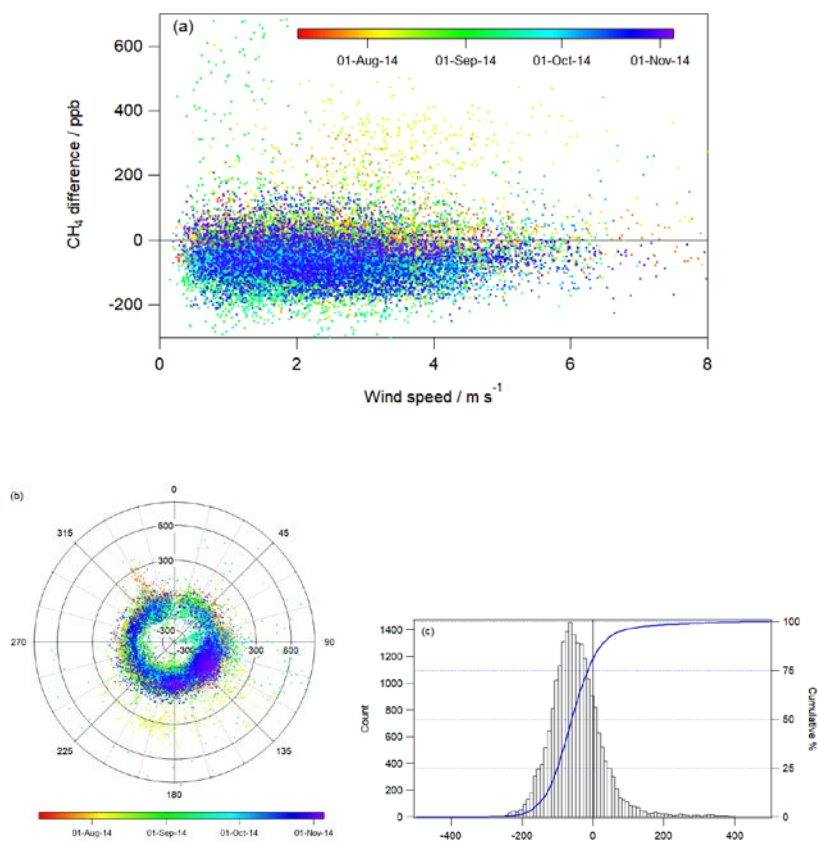 (a)
600
400
200
0
-200
CH4 difference / ppb
01-Aug-14 01-Sep-14 01-Oct-14 01-Nov-14
0 2 4 6 8
Wind speed / m s-1
(b)
0
315 45
600
300
270 -300 -300 300 600 90
225 135
180
01-Aug-14 01-Sep-14 01-Oct-14 01-Nov-14
(c)
1400
1200
1000
800
600
400
200
0
Count
100
75
50
25
0
Cumulative %
-400 -200 0 200 400